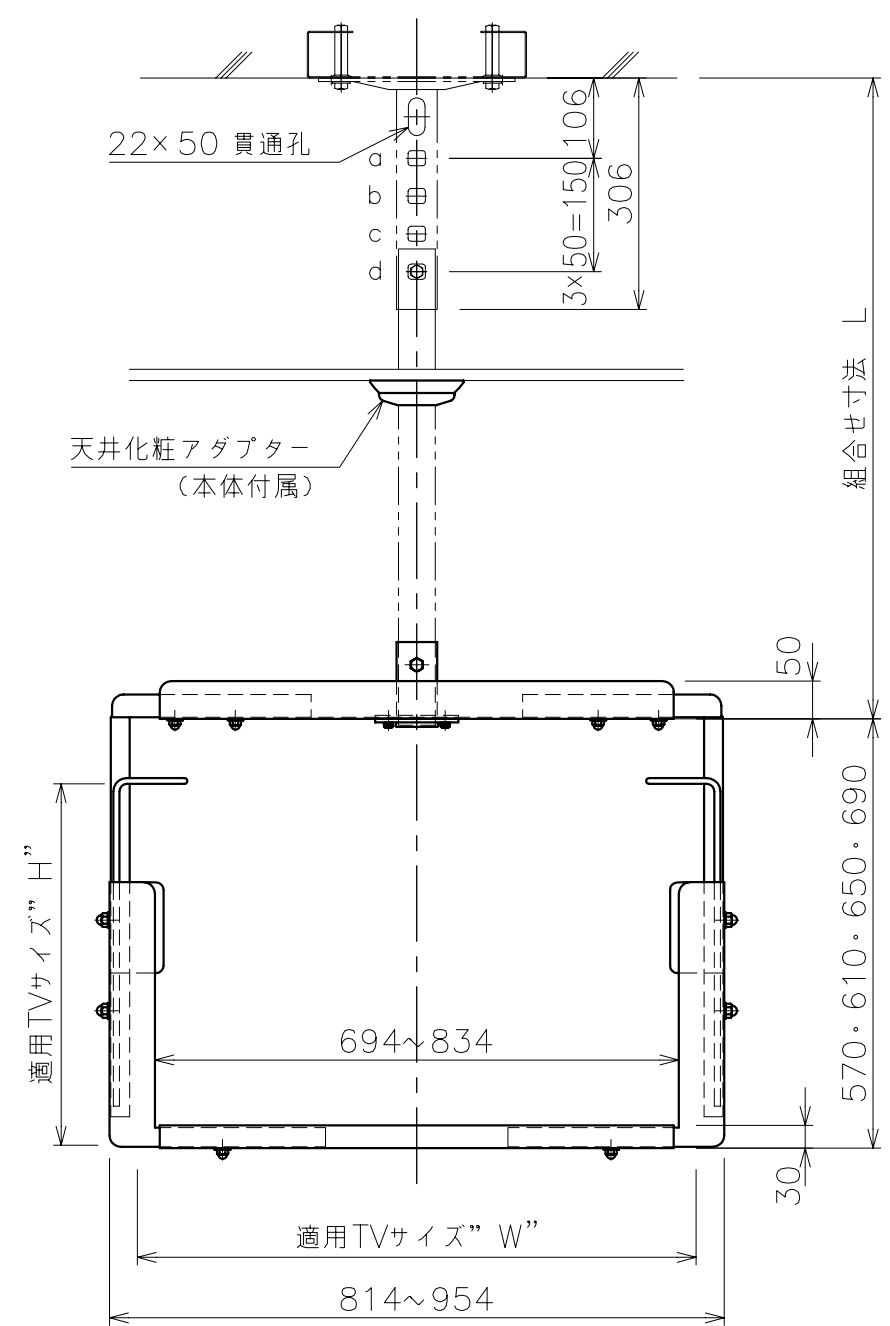 22×50 貫通孔
a
b
c
d
106
3×50=150
306
組合せ寸法 L
天井化粧アダプター
(本体付属)
50
適用TVサイズ” H”
694~834
570・610・650・690
30
適用TVサイズ” W”
814~954